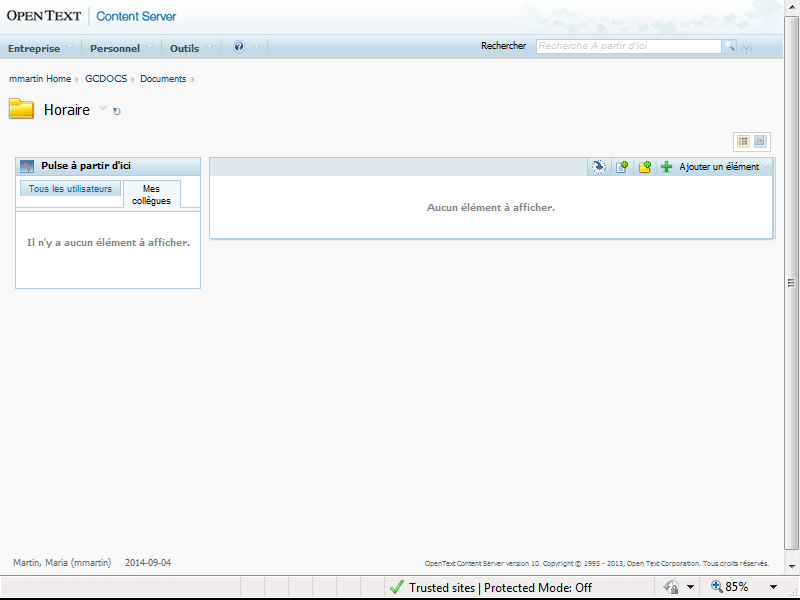 OPEN TEXT | Content Server
Entreprise Personnel Outils Rechercher Recherche A partir d'ici
mmartin Home GCDOCS Documents
Horaire
Pulse à partir d'ici
Ajouter un élément
Tous les utilisateurs
Mes collègues
Aucun élément à afficher.
Il n'y a aucun élément à afficher.
Martin, Maria (mmartin) 2014-09-04
OpenText Content Server version 10. Copyright © 1995 - 2013, Open Text Corporation. Tous droits réservés.
Trusted sites | Protected Mode: Off
85%